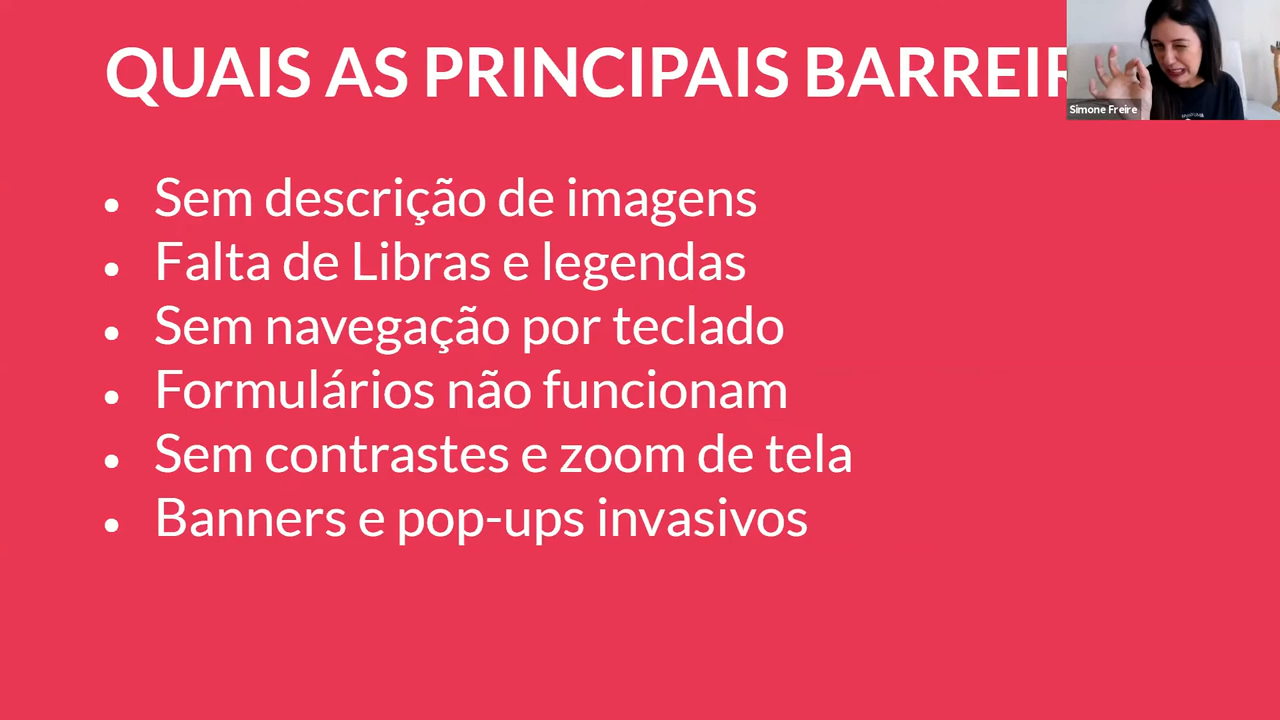 QUAIS AS PRINCIPAIS BARREIR
Simone Freire
Sem descrição de imagens
Falta de Libras e legendas
Sem navegação por teclado
Formulários não funcionam
Sem contrastes e zoom de tela
Banners e pop-ups invasivos